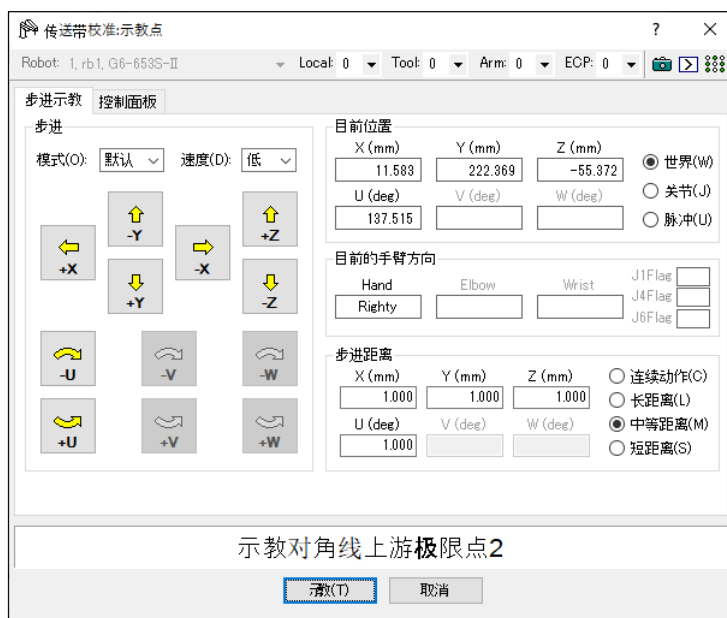 传送带校准:示教点 ? ×
Robot: 1, rb1, G6-653S-II Local: 0 Tool: 0 Arm: 0 ECP: 0
步进示教 控制面板
步进
模式(O): 默认 速度(D): 低
-Y +Z
+X -X
+Y -Z
-U -V -W
+U +V +W
目前位置
X (mm) Y (mm) Z (mm)
11.583 222.369 -55.372
U (deg) V (deg) W (deg)
137.515
世界(W)
关节(J)
脉冲(U)
目前的手臂方向
Hand Elbow Wrist
Righty
J1Flag
J4Flag
J6Flag
步进距离
X (mm) Y (mm) Z (mm)
1.000 1.000 1.000
U (deg) V (deg) W (deg)
1.000
连续动作(C)
长距离(L)
中等距离(M)
短距离(S)
示教对角线上游极限点2
示教(T) 取消